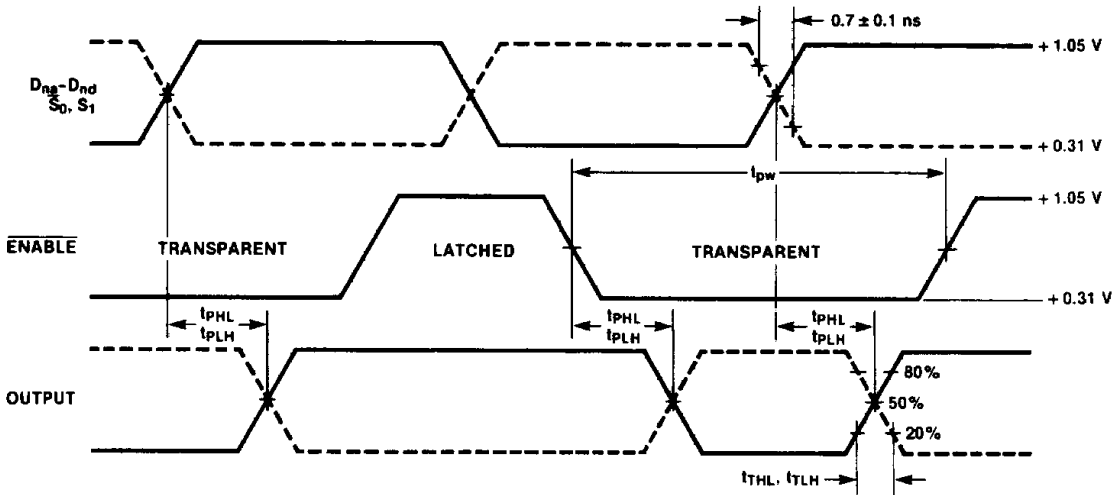 0.7 ± 0.1 ns
+ 1.05 V
Dna–Dnd
S0, S1
+ 0.31 V
tpw
+ 1.05 V
ENABLE
TRANSPARENT
LATCHED
TRANSPARENT
+ 0.31 V
tPHL
tPLH
tPHL
tPLH
tPHL
tPLH
80%
OUTPUT
50%
20%
tTHL, tTLH